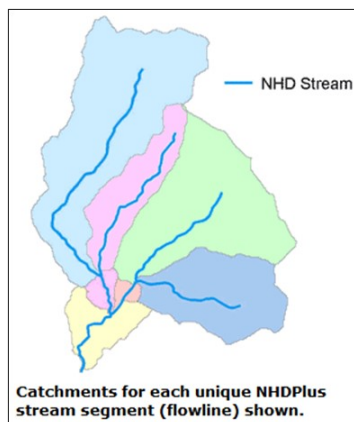 NHD Stream
Catchments for each unique NHDPlus
stream segment (flowline) shown.